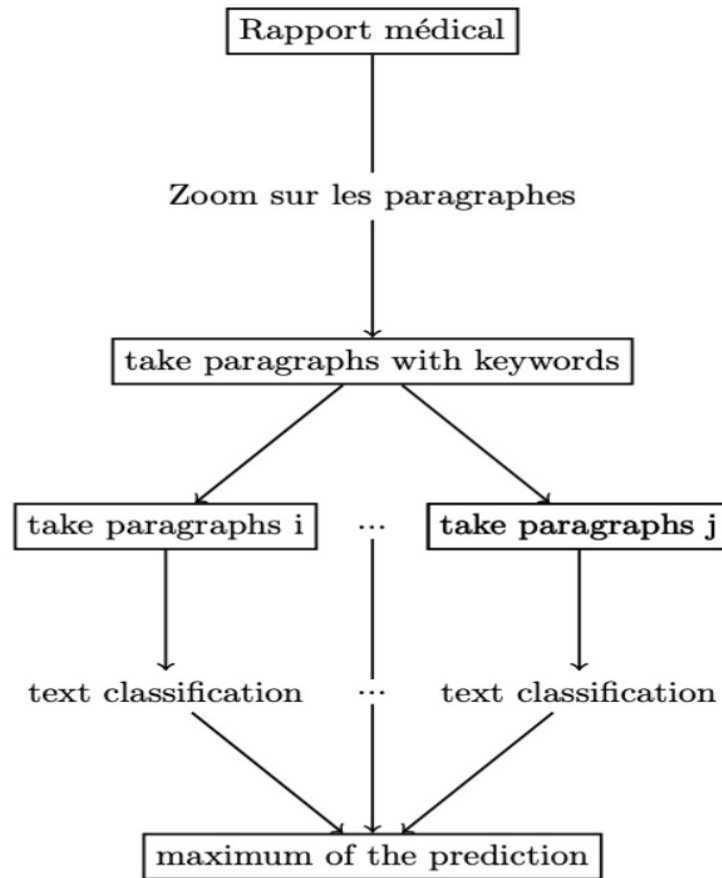 Rapport médical
Zoom sur les paragraphes
take paragraphs with keywords
take paragraphs i ... take paragraphs j
text classification ... text classification
maximum of the prediction